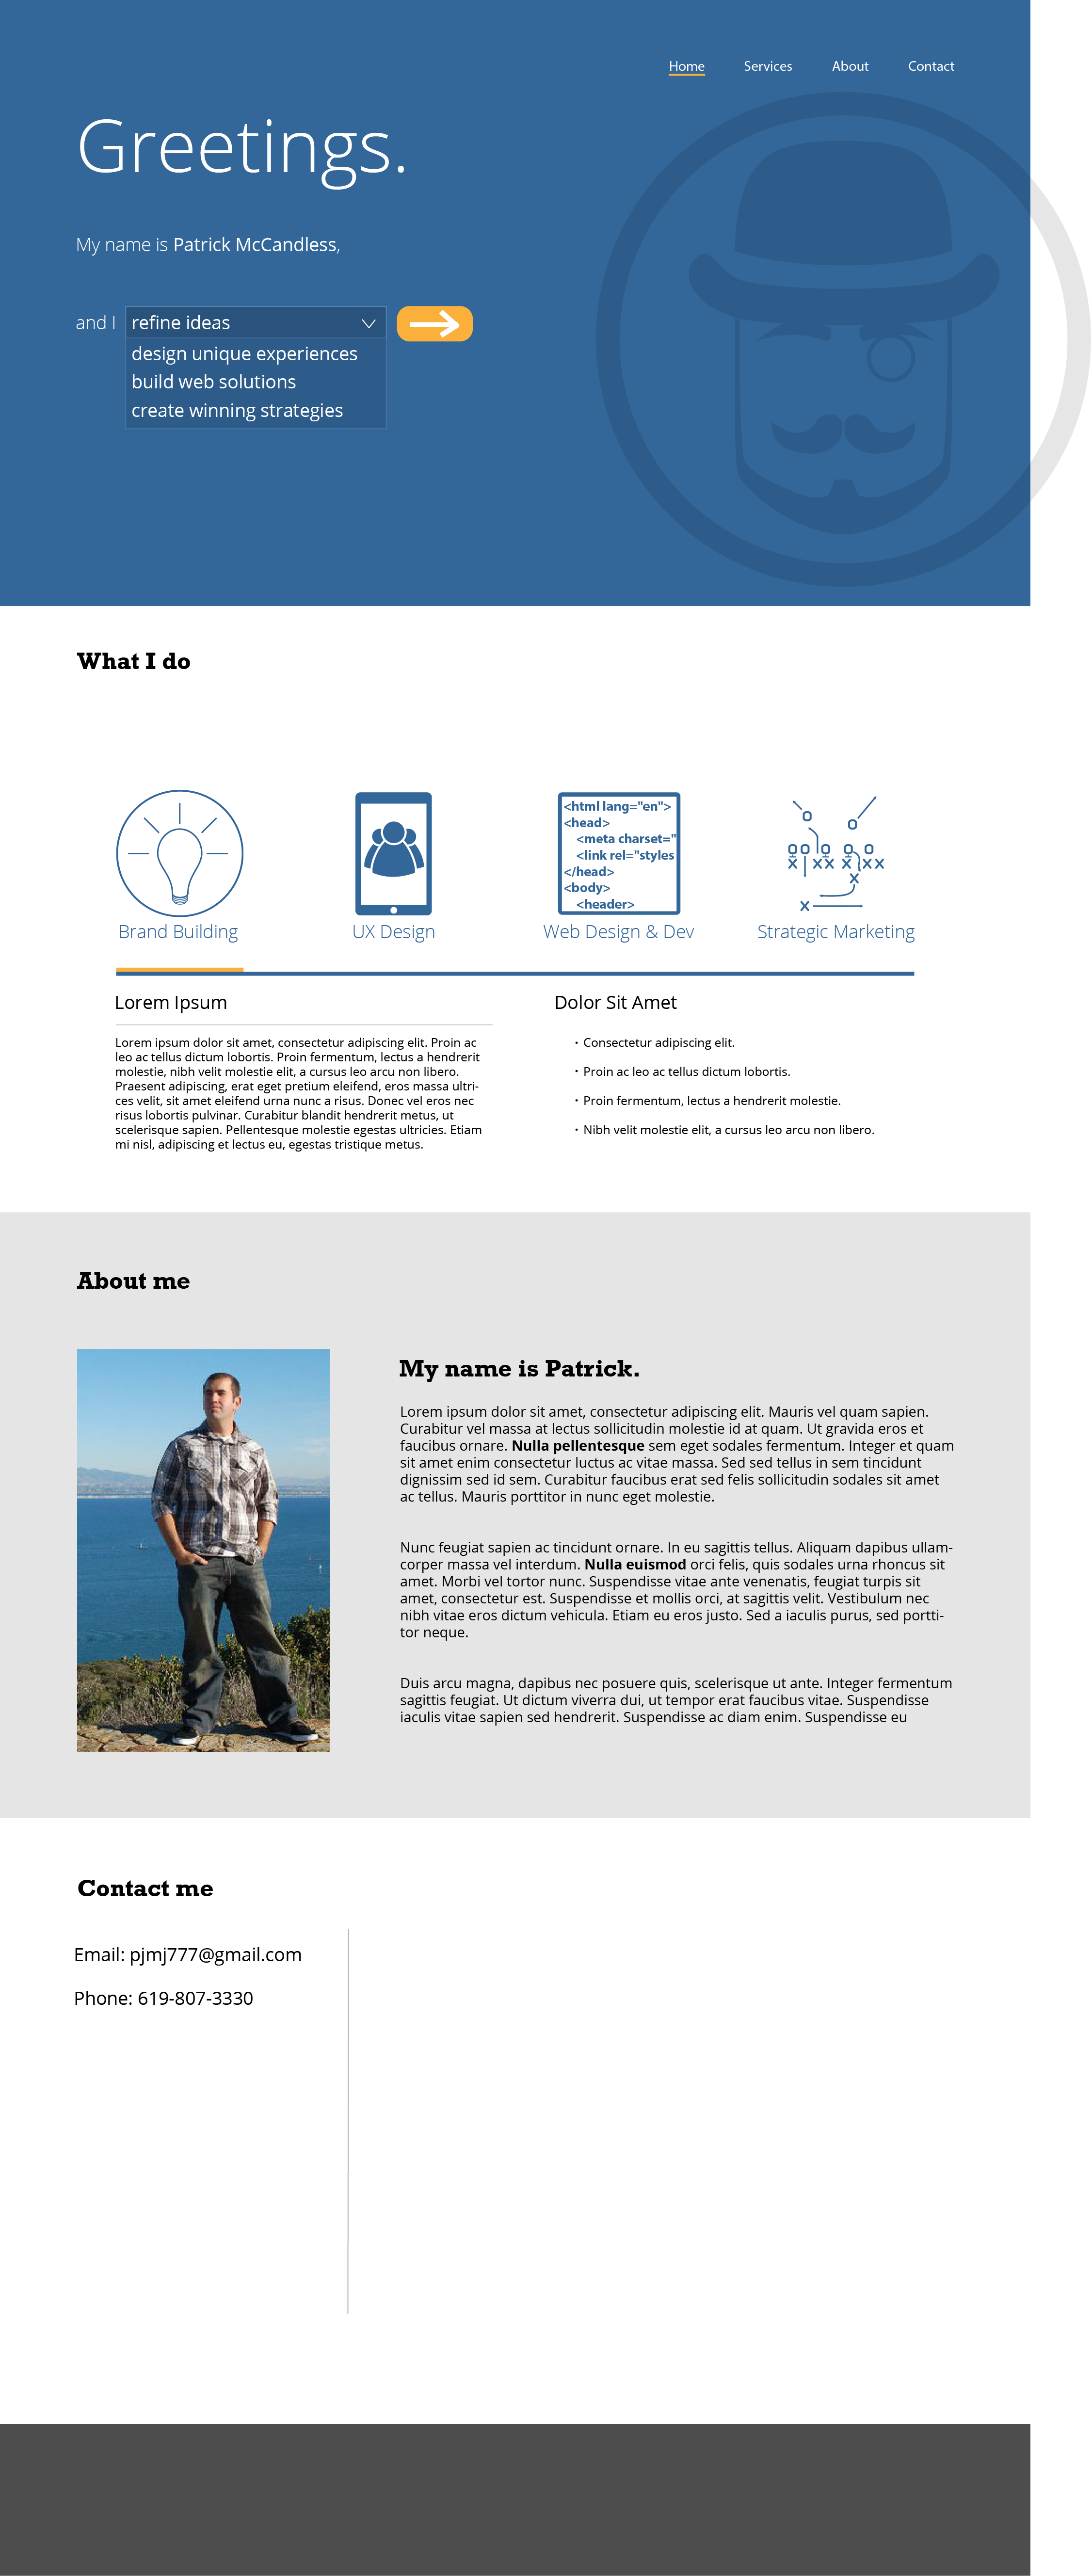 Home Services About Contact
Greetings.
My name is Patrick McCandless,
and I refine ideas
design unique experiences
build web solutions
create winning strategies
What I do
<html lang="en">
<head>
<meta charset="
<link rel="styles
</head>
<body>
<header>
Brand Building UX Design Web Design & Dev Strategic Marketing
Lorem Ipsum
Lorem ipsum dolor sit amet, consectetur adipiscing elit. Proin ac
leo ac tellus dictum lobortis. Proin fermentum, lectus a hendrerit
molestie, nibh velit molestie elit, a cursus leo arcu non libero.
Praesent adipiscing, erat eget pretium eleifend, eros massa ultri-
ces velit, sit amet eleifend urna nunc a risus. Donec vel eros nec
risus lobortis pulvinar. Curabitur blandit hendrerit metus, ut
scelerisque sapien. Pellentesque molestie egestas ultricies. Etiam
mi nisl, adipiscing et lectus eu, egestas tristique metus.
Dolor Sit Amet
· Consectetur adipiscing elit.
· Proin ac leo ac tellus dictum lobortis.
· Proin fermentum, lectus a hendrerit molestie.
· Nibh velit molestie elit, a cursus leo arcu non libero.
About me
My name is Patrick.
Lorem ipsum dolor sit amet, consectetur adipiscing elit. Mauris vel quam sapien.
Curabitur vel massa at lectus sollicitudin molestie id at quam. Ut gravida eros et
faucibus ornare. Nulla pellentesque sem eget sodales fermentum. Integer et quam
sit amet enim consectetur luctus ac vitae massa. Sed sed tellus in sem tincidunt
dignissim sed id sem. Curabitur faucibus erat sed felis sollicitudin sodales sit amet
ac tellus. Mauris porttitor in nunc eget molestie.
Nunc feugiat sapien ac tincidunt ornare. In eu sagittis tellus. Aliquam dapibus ullam-
corper massa vel interdum. Nulla euismod orci felis, quis sodales urna rhoncus sit
amet. Morbi vel tortor nunc. Suspendisse vitae ante venenatis, feugiat turpis sit
amet, consectetur est. Suspendisse et mollis orci, at sagittis velit. Vestibulum nec
nibh vitae eros dictum vehicula. Etiam eu eros justo. Sed a iaculis purus, sed portti-
tor neque.
Duis arcu magna, dapibus nec posuere quis, scelerisque ut ante. Integer fermentum
sagittis feugiat. Ut dictum viverra dui, ut tempor erat faucibus vitae. Suspendisse
iaculis vitae sapien sed hendrerit. Suspendisse ac diam enim. Suspendisse eu
Contact me
Email: pjmj777@gmail.com
Phone: 619-807-3330